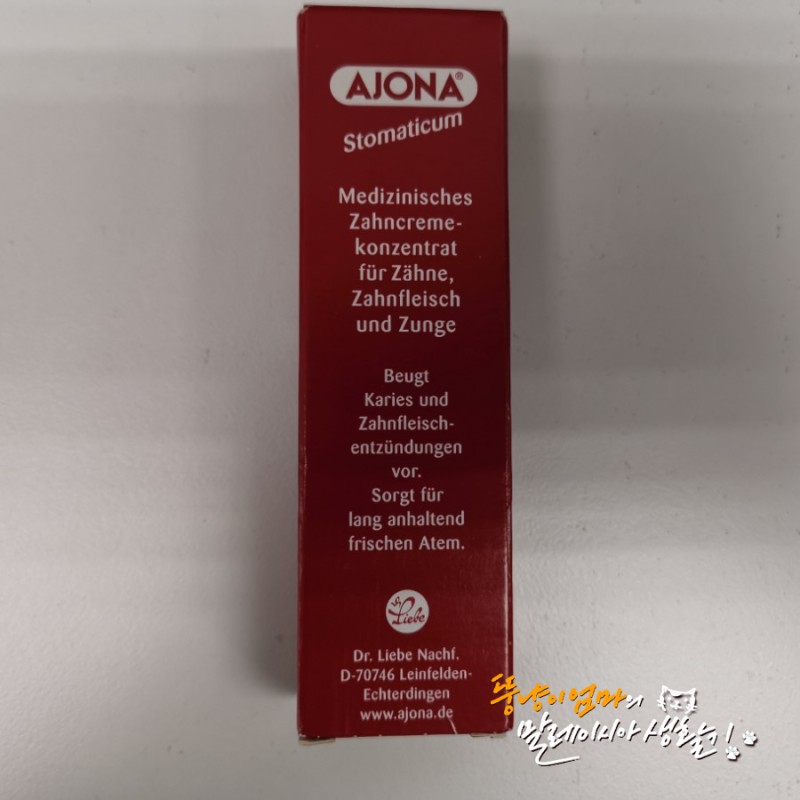 AJONA®
Stomaticum
Medizinisches
Zahncreme-
konzentrat
für Zähne,
Zahnfleisch
und Zunge
Beugt
Karies und
Zahnfleisch-
entzündungen
vor.
Sorgt für
lang anhaltend
frischen Atem.
Liebe
Dr. Liebe Nachf.
D-70746 Leinfelden-
Echterdingen
www.ajona.de
뚱냥이엄마의
말레이시아 생활기!